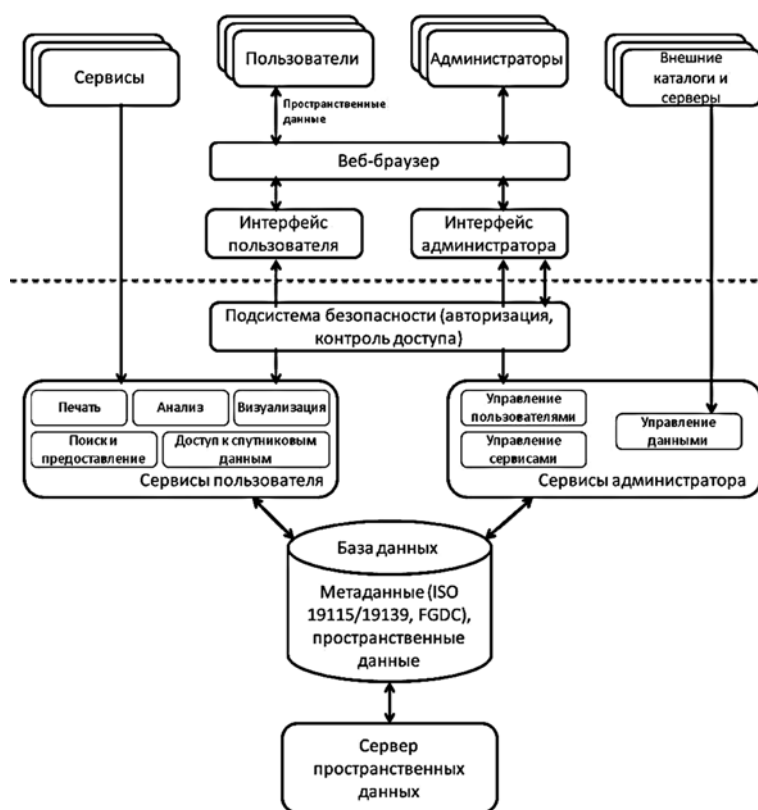 Сервисы
Пользователи
Администраторы
Внешние
каталоги и
серверы
Пространственные
данные
Веб-браузер
Интерфейс
пользователя
Интерфейс
администратора
Подсистема безопасности (авторизация,
контроль доступа)
Печать
Анализ
Визуализация
Поиск и
предоставление
Доступ к спутниковым
данным
Сервисы пользователя
Управление
пользователями
Управление
сервисами
Управление
данными
Сервисы администратора
База данных
Метаданные (ISO
19115/19139, FGDC),
пространственные
данные
Сервер
пространственных
данных